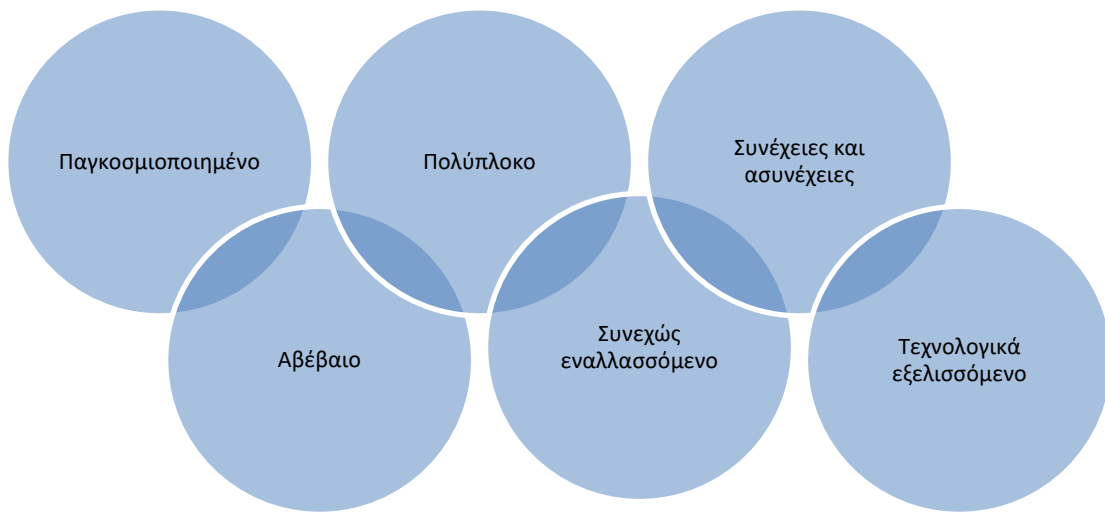 Παγκοσμιοποιημένο
Πολύπλοκο
Συνέχειες και
ασυνέχειες
Αβέβαιο
Συνεχώς
εναλλασσόμενο
Τεχνολογικά
εξελισσόμενο